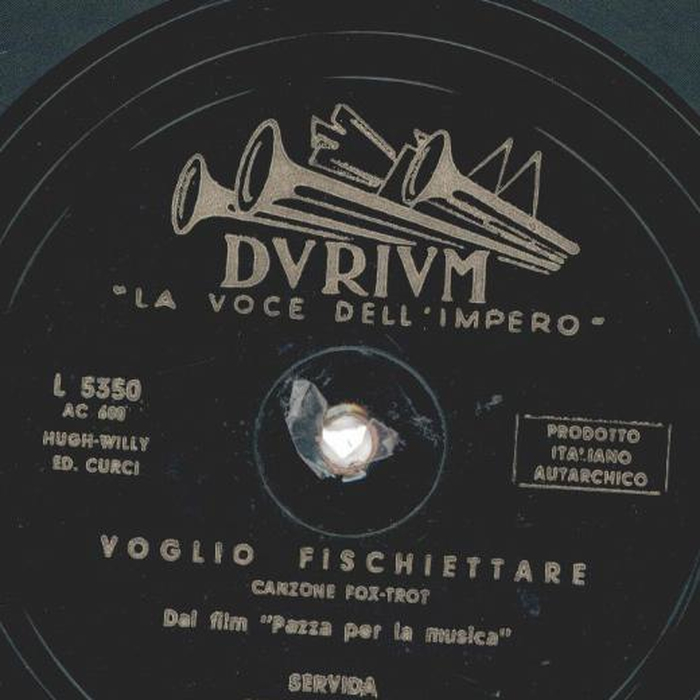 DVRIVM
"LA VOCE DELL'IMPERO"
L 5350
AC 600
HUGH-WILLY
ED. CURCI
PRODOTTO
ITALIANO
AUTARCHICO
VOGLIO FISCHIETTARE
CANZONE FOX-TROT
Dal film "Pazza per la musica"
SERVIDA